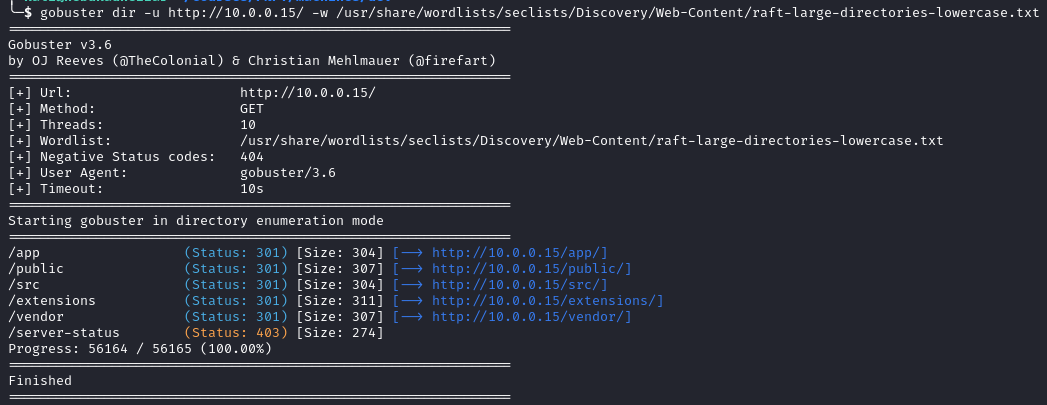 $ gobuster dir -u http://10.0.0.15/ -w /usr/share/wordlists/seclists/Discovery/Web-Content/raft-large-directories-lowercase.txt
===============================================================
Gobuster v3.6
by OJ Reeves (@TheColonial) & Christian Mehlmauer (@firefart)
===============================================================
[+] Url: http://10.0.0.15/
[+] Method: GET
[+] Threads: 10
[+] Wordlist: /usr/share/wordlists/seclists/Discovery/Web-Content/raft-large-directories-lowercase.txt
[+] Negative Status codes: 404
[+] User Agent: gobuster/3.6
[+] Timeout: 10s
===============================================================
Starting gobuster in directory enumeration mode
===============================================================
/app (Status: 301) [Size: 304] [--> http://10.0.0.15/app/]
/public (Status: 301) [Size: 307] [--> http://10.0.0.15/public/]
/src (Status: 301) [Size: 304] [--> http://10.0.0.15/src/]
/extensions (Status: 301) [Size: 311] [--> http://10.0.0.15/extensions/]
/vendor (Status: 301) [Size: 307] [--> http://10.0.0.15/vendor/]
/server-status (Status: 403) [Size: 274]
Progress: 56164 / 56165 (100.00%)
===============================================================
Finished
===============================================================